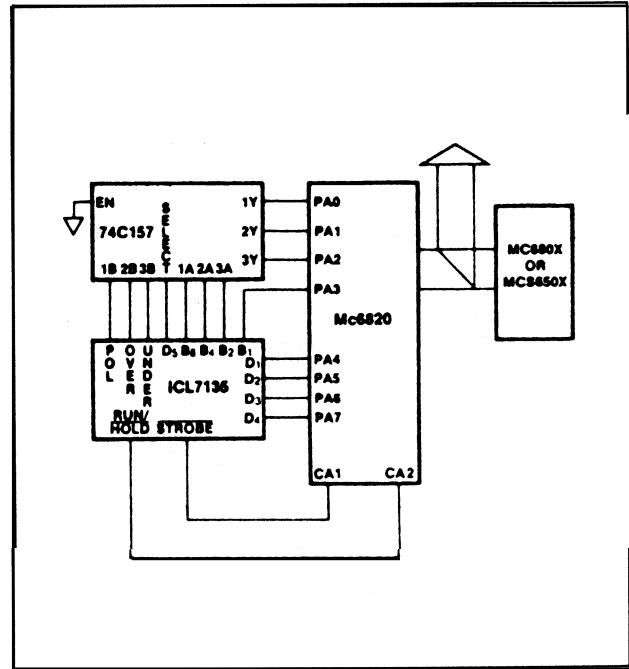 EN
SELECT
1Y
74C157
2Y
3Y
1B 2B 3B 1A 2A 3A
PA0
PA1
PA2
PA3
Mc6820
PA4
PA5
PA6
PA7
CA1 CA2
MC680X
OR
MCS650X
POL
OVER
UNDER
D5 B8 B4 B2 B1
D1
ICL7135
D2
D3
RUN/
HOLD STROBE
D4